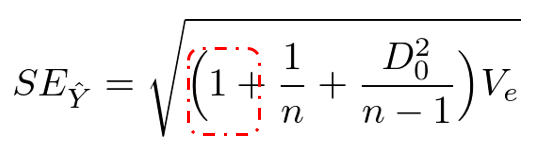 $SE_{\hat{Y}} = \sqrt{\left(1 + \frac{1}{n} + \frac{D_0^2}{n-1}\right)V_e}$